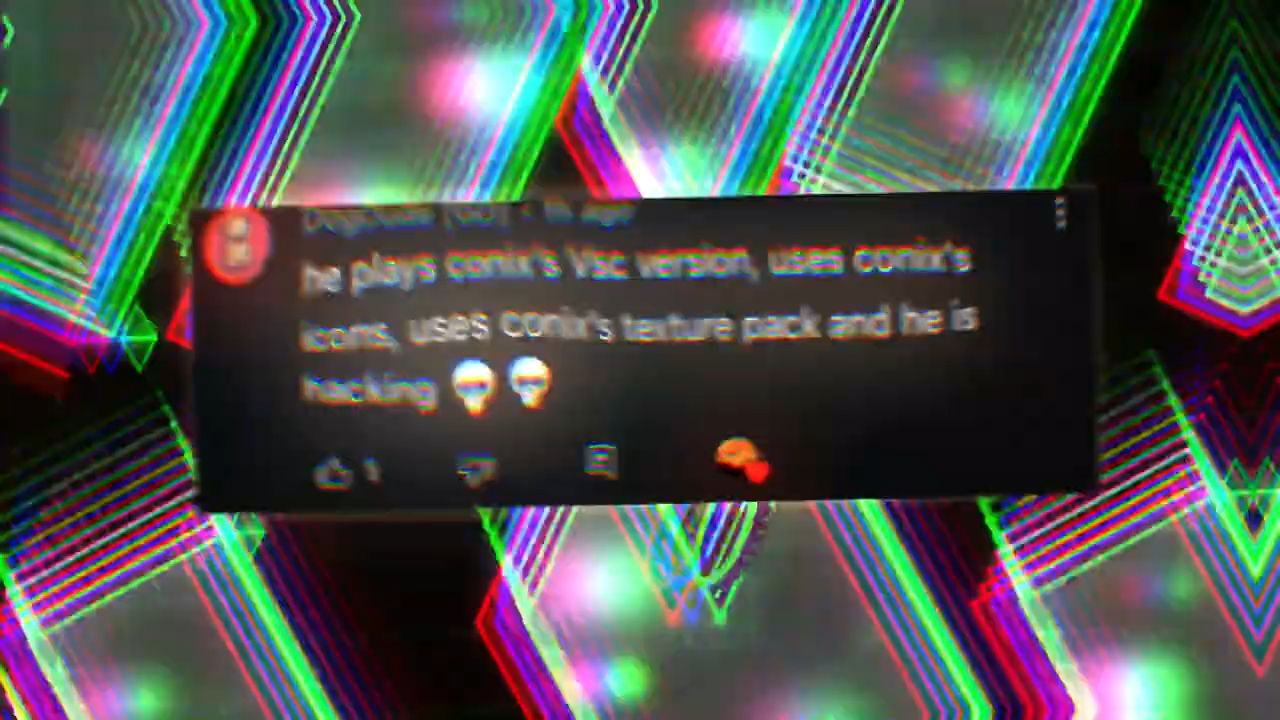 he plays conix's Vsc version, uses conix's
icons, uses conix's texture pack and he is
hacking 💀 💀